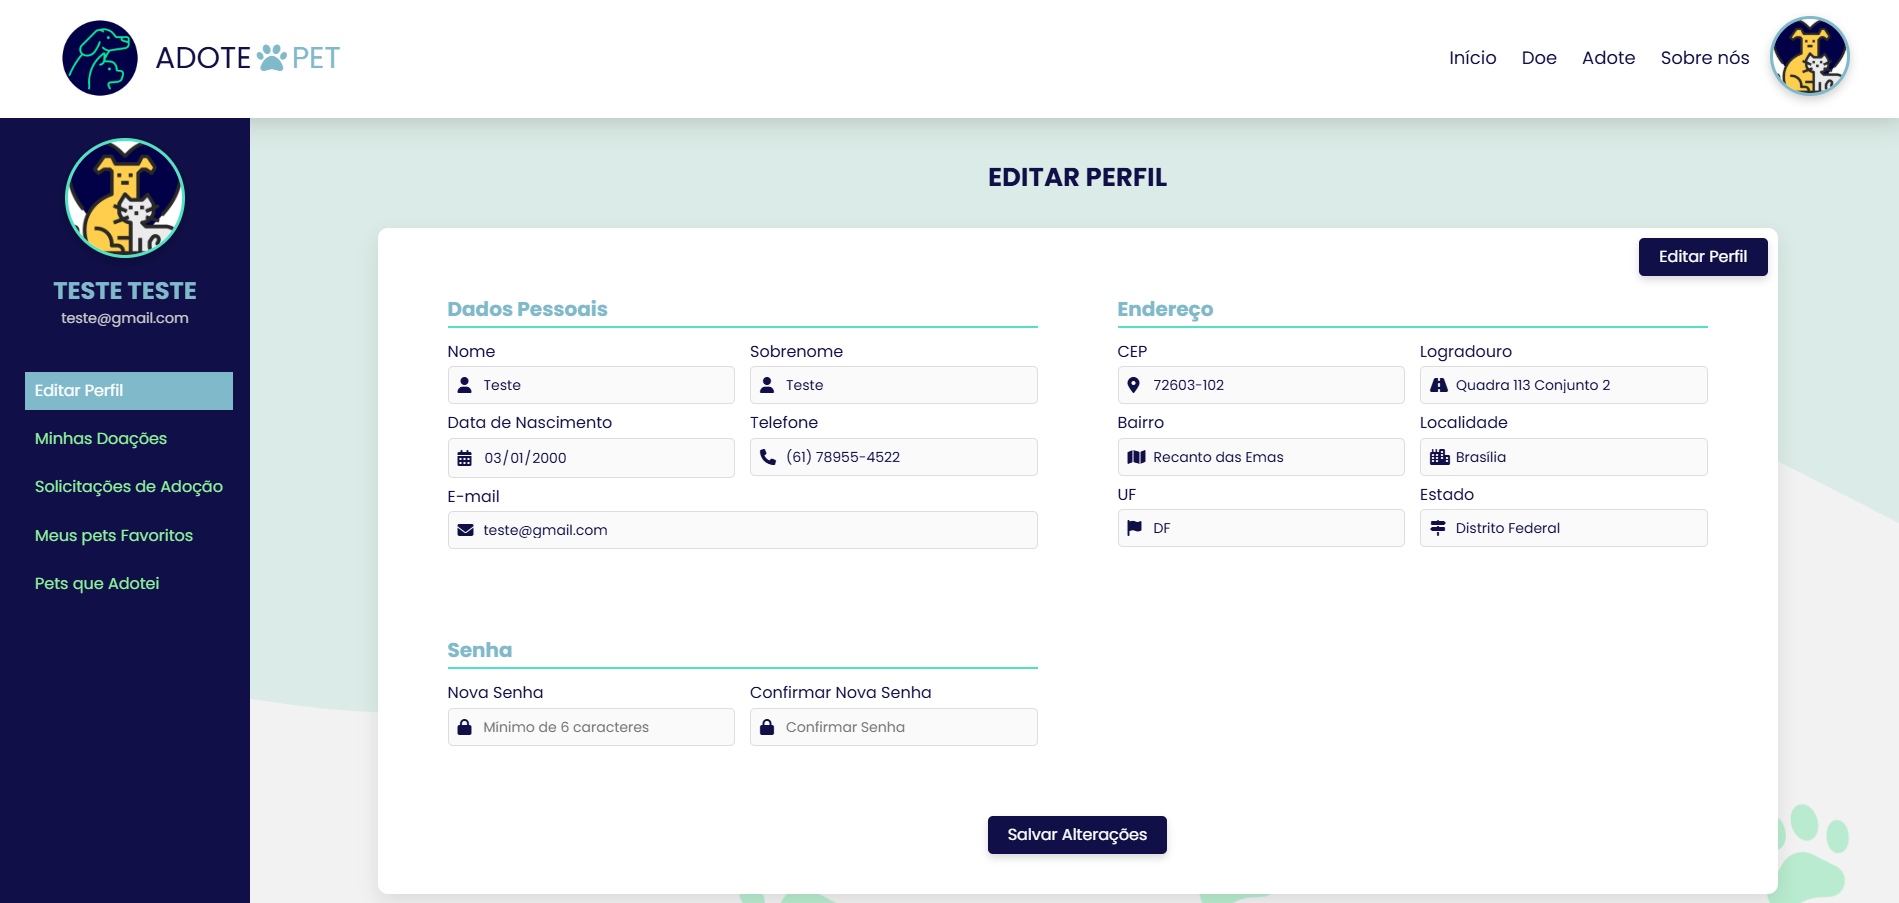 ADOTE PET
Início Doe Adote Sobre nós
TESTE TESTE
teste@gmail.com
Editar Perfil
Minhas Doações
Solicitações de Adoção
Meus pets Favoritos
Pets que Adotei
EDITAR PERFIL
Editar Perfil
Dados Pessoais
Nome Sobrenome
Teste Teste
Data de Nascimento Telefone
03/01/2000 (61) 78955-4522
E-mail
teste@gmail.com
Endereço
CEP Logradouro
72603-102 Quadra 113 Conjunto 2
Bairro Localidade
Recanto das Emas Brasília
UF Estado
DF Distrito Federal
Senha
Nova Senha Confirmar Nova Senha
Mínimo de 6 caracteres Confirmar Senha
Salvar Alterações